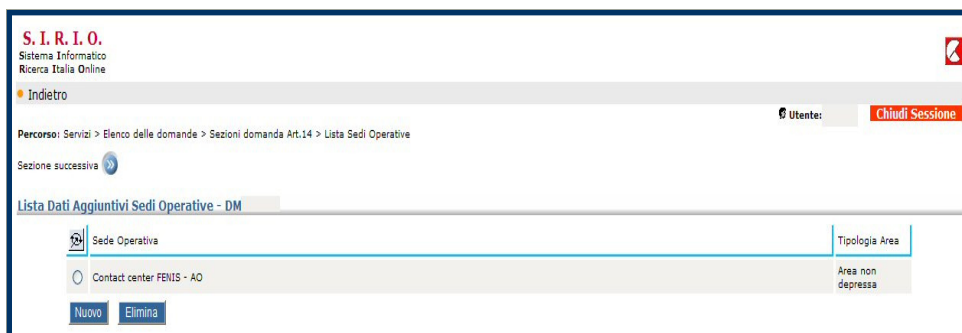 S. I. R. I. O.
Sistema Informatico
Ricerca Italia Online
Indietro
Utente:
Chiudi Sessione
Percorso: Servizi > Elenco delle domande > Sezioni domanda Art.14 > Lista Sedi Operative
Sezione successiva
Lista Dati Aggiuntivi Sedi Operative - DM
Sede Operativa
Tipologia Area
Contact center FENIS - AO
Area non
depressa
Nuovo
Elimina